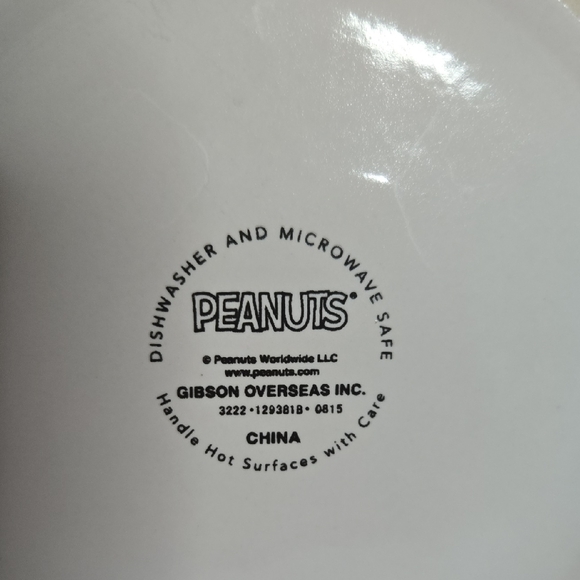 DISHWASHER AND MICROWAVE SAFE
PEANUTS®
© Peanuts Worldwide LLC
www.peanuts.com
GIBSON OVERSEAS INC.
3222 • 129381B • 0815
CHINA
Handle Hot Surfaces with Care